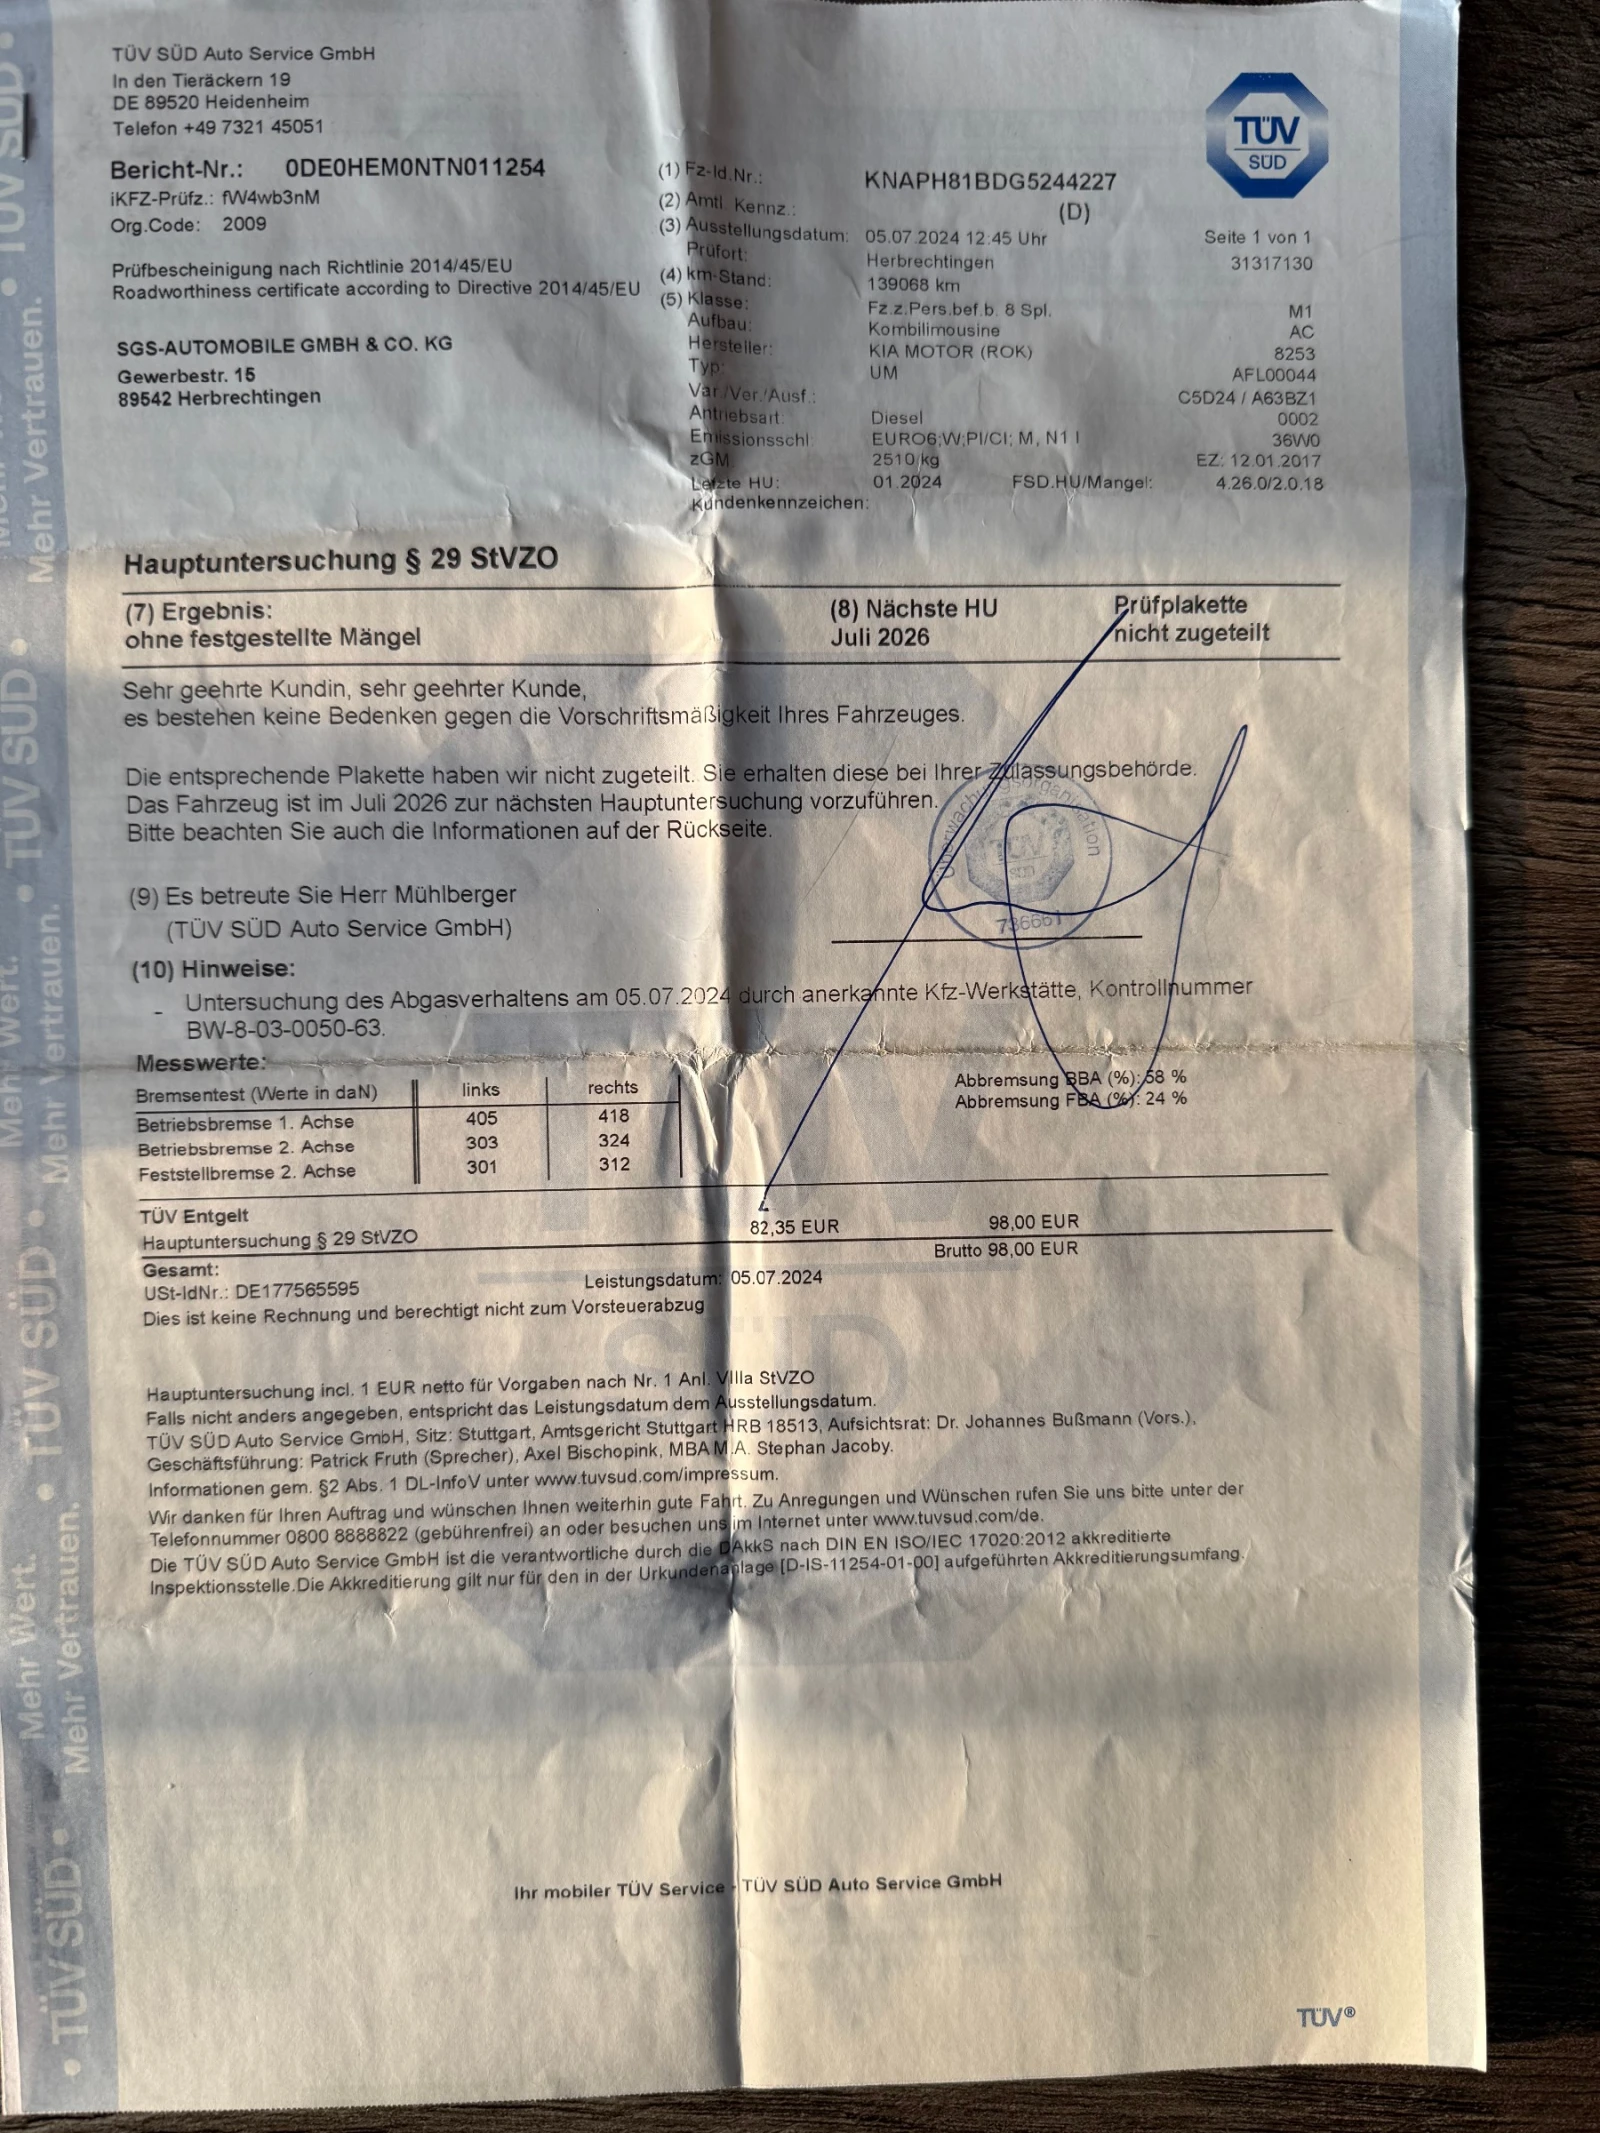 TÜV SÜD Auto Service GmbH
In den Tieräckern 19
DE 89520 Heidenheim
Telefon +49 7321 45051
TÜV
SÜD
Bericht-Nr.: 0DE0HEM0NTN011254
iKFZ-Prüfz.: fW4wb3nM
Org.Code: 2009
Prüfbescheinigung nach Richtlinie 2014/45/EU
Roadworthiness certificate according to Directive 2014/45/EU
SGS-AUTOMOBILE GMBH & CO. KG
Gewerbestr. 15
89542 Herbrechtingen
(1) Fz-Id.Nr.: KNAPH81BDG5244227
(2) Amtl. Kennz.: (D)
(3) Ausstellungsdatum: 05.07.2024 12:45 Uhr Seite 1 von 1
Prüfort: Herbrechtingen 31317130
(4) km-Stand: 139068 km
(5) Klasse: Fz.z.Pers.bef.b. 8 Spl. M1
Aufbau: Kombilimousine AC
Hersteller: KIA MOTOR (ROK) 8253
Typ: UM AFL00044
Var./Ver./Ausf.: C5D24 / A63BZ1
Antriebsart: Diesel 0002
Emissionsschl: EURO6;W;PI/CI; M, N1 I 36W0
zGM: 2510 kg EZ: 12.01.2017
Letzte HU: 01.2024 FSD.HU/Mangel: 4.26.0/2.0.18
Kundenkennzeichen:
Hauptuntersuchung § 29 StVZO
(7) Ergebnis: (8) Nächste HU Prüfplakette
ohne festgestellte Mängel Juli 2026 nicht zugeteilt
Sehr geehrte Kundin, sehr geehrter Kunde,
es bestehen keine Bedenken gegen die Vorschriftsmäßigkeit Ihres Fahrzeuges.
Die entsprechende Plakette haben wir nicht zugeteilt. Sie erhalten diese bei Ihrer Zulassungsbehörde.
Das Fahrzeug ist im Juli 2026 zur nächsten Hauptuntersuchung vorzuführen.
Bitte beachten Sie auch die Informationen auf der Rückseite.
Überwachungsorganisation
TÜV
SÜD
736661
(9) Es betreute Sie Herr Mühlberger
(TÜV SÜD Auto Service GmbH)
(10) Hinweise:
- Untersuchung des Abgasverhaltens am 05.07.2024 durch anerkannte Kfz-Werkstätte, Kontrollnummer
BW-8-03-0050-63.
Messwerte:
Bremsentest (Werte in daN) links rechts Abbremsung BBA (%): 58 %
Betriebsbremse 1. Achse 405 418 Abbremsung FBA (%): 24 %
Betriebsbremse 2. Achse 303 324
Feststellbremse 2. Achse 301 312
TÜV Entgelt
Hauptuntersuchung § 29 StVZO 82,35 EUR 98,00 EUR
Gesamt: Brutto 98,00 EUR
USt-IdNr.: DE177565595 Leistungsdatum: 05.07.2024
Dies ist keine Rechnung und berechtigt nicht zum Vorsteuerabzug
Hauptuntersuchung incl. 1 EUR netto für Vorgaben nach Nr. 1 Anl. VIIIa StVZO
Falls nicht anders angegeben, entspricht das Leistungsdatum dem Ausstellungsdatum.
TÜV SÜD Auto Service GmbH, Sitz: Stuttgart, Amtsgericht Stuttgart HRB 18513, Aufsichtsrat: Dr. Johannes Bußmann (Vors.),
Geschäftsführung: Patrick Fruth (Sprecher), Axel Bischopink, MBA M.A. Stephan Jacoby.
Informationen gem. §2 Abs. 1 DL-InfoV unter www.tuvsud.com/impressum.
Wir danken für Ihren Auftrag und wünschen Ihnen weiterhin gute Fahrt. Zu Anregungen und Wünschen rufen Sie uns bitte unter der
Telefonnummer 0800 8888822 (gebührenfrei) an oder besuchen uns im Internet unter www.tuvsud.com/de.
Die TÜV SÜD Auto Service GmbH ist die verantwortliche durch die DAkkS nach DIN EN ISO/IEC 17020:2012 akkreditierte
Inspektionsstelle.Die Akkreditierung gilt nur für den in der Urkundenanlage [D-IS-11254-01-00] aufgeführten Akkreditierungsumfang.
Ihr mobiler TÜV Service - TÜV SÜD Auto Service GmbH
TÜV®
• TÜV SÜD • TÜV SÜD • TÜV SÜD • TÜV SÜD •
Mehr Wert.
Mehr Vertrauen.
Mehr Wert.
Mehr Vertrauen.
Mehr Wert.
Mehr Vertrauen.